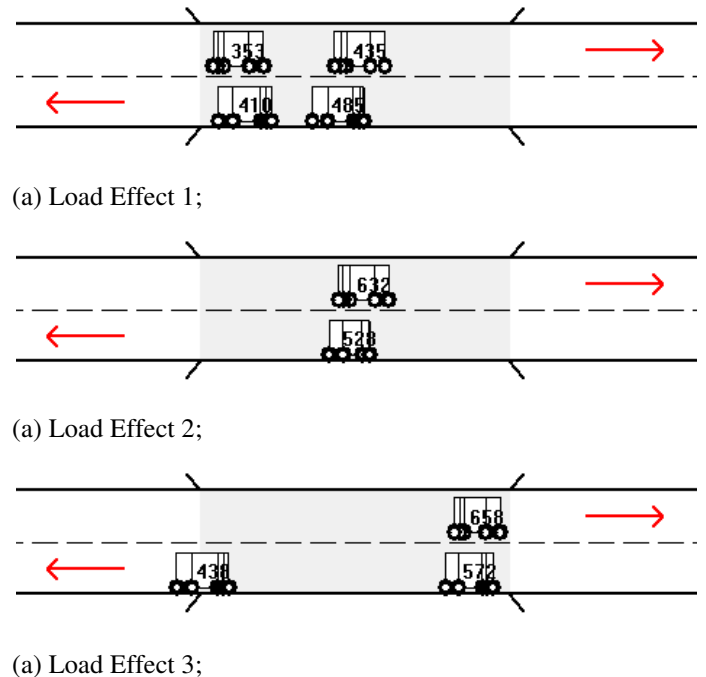 353 435
410 485
(a) Load Effect 1;
632
528
(a) Load Effect 2;
658
438 572
(a) Load Effect 3;